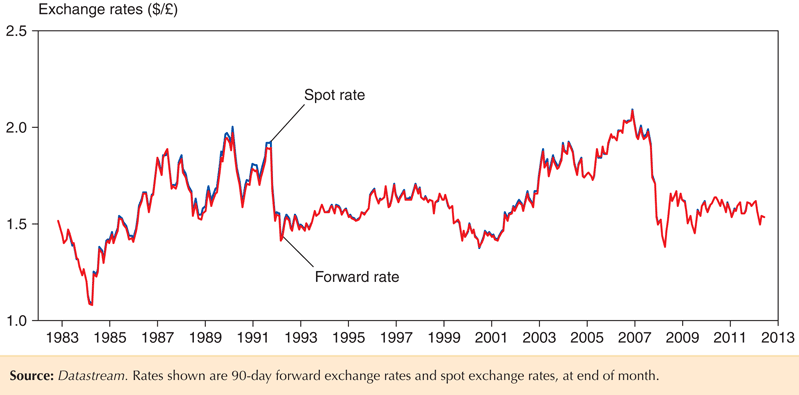 Exchange rates ($/£)
2.5
2.0
1.5
1.0
Spot rate
Forward rate
1983 1985 1987 1989 1991 1993 1995 1997 1999 2001 2003 2005 2007 2009 2011 2013
Source: Datastream. Rates shown are 90-day forward exchange rates and spot exchange rates, at end of month.